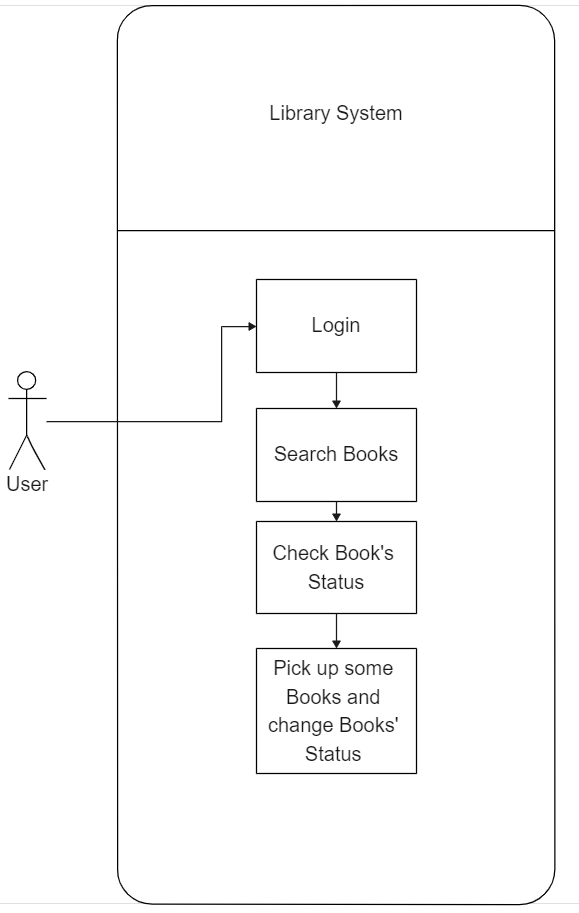 Library System
Login
Search Books
User
Check Book's
Status
Pick up some
Books and
change Books'
Status